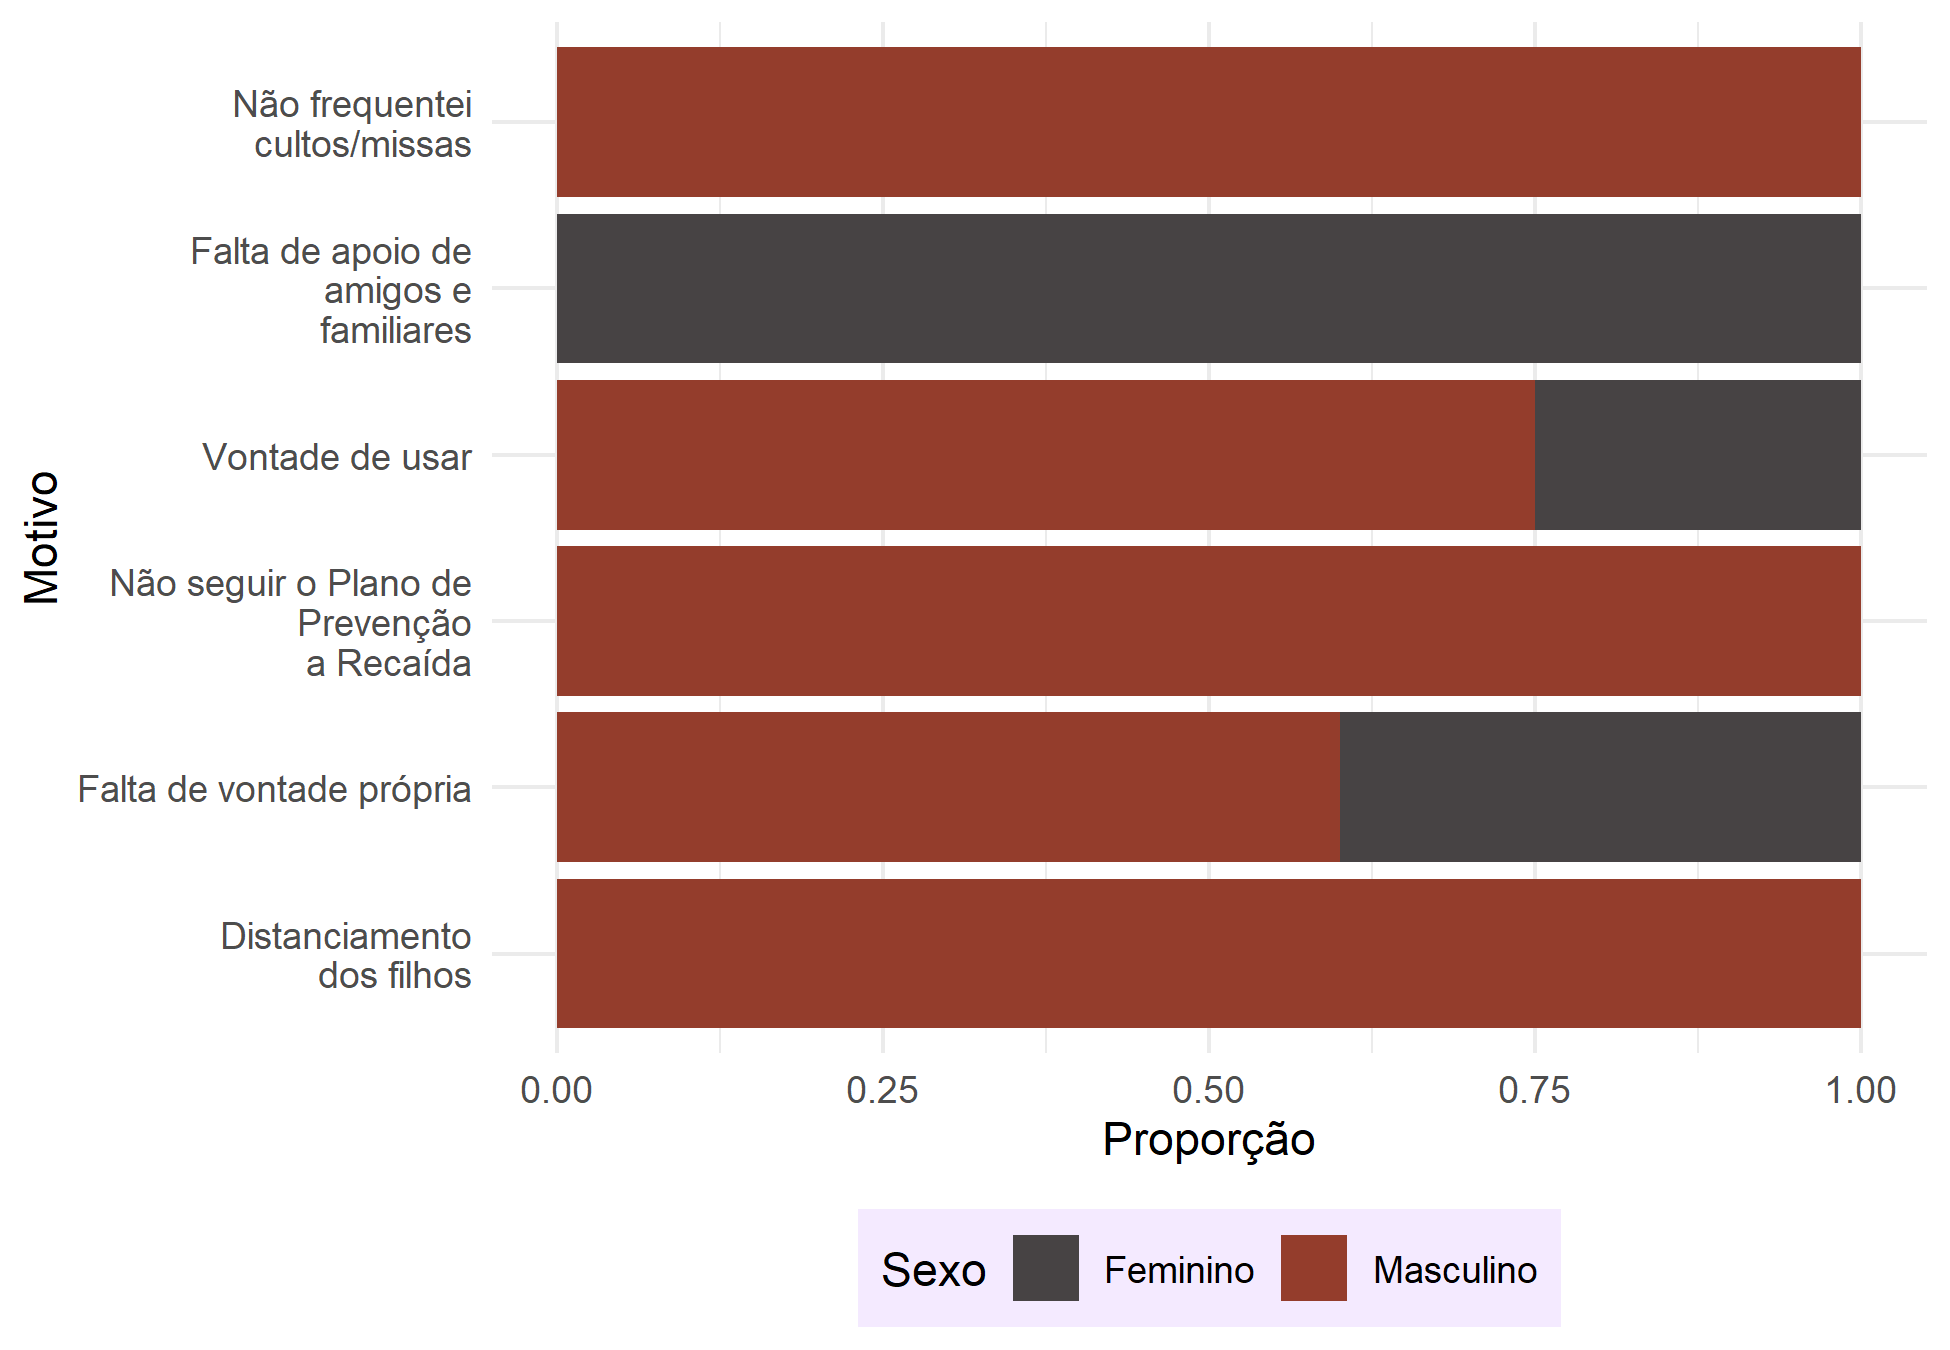 Não frequentei
cultos/missas
Falta de apoio de
amigos e
familiares
Vontade de usar
Não seguir o Plano de
Prevenção
a Recaída
Falta de vontade própria
Distanciamento
dos filhos
Motivo
0.00 0.25 0.50 0.75 1.00
Proporção
Sexo Feminino Masculino